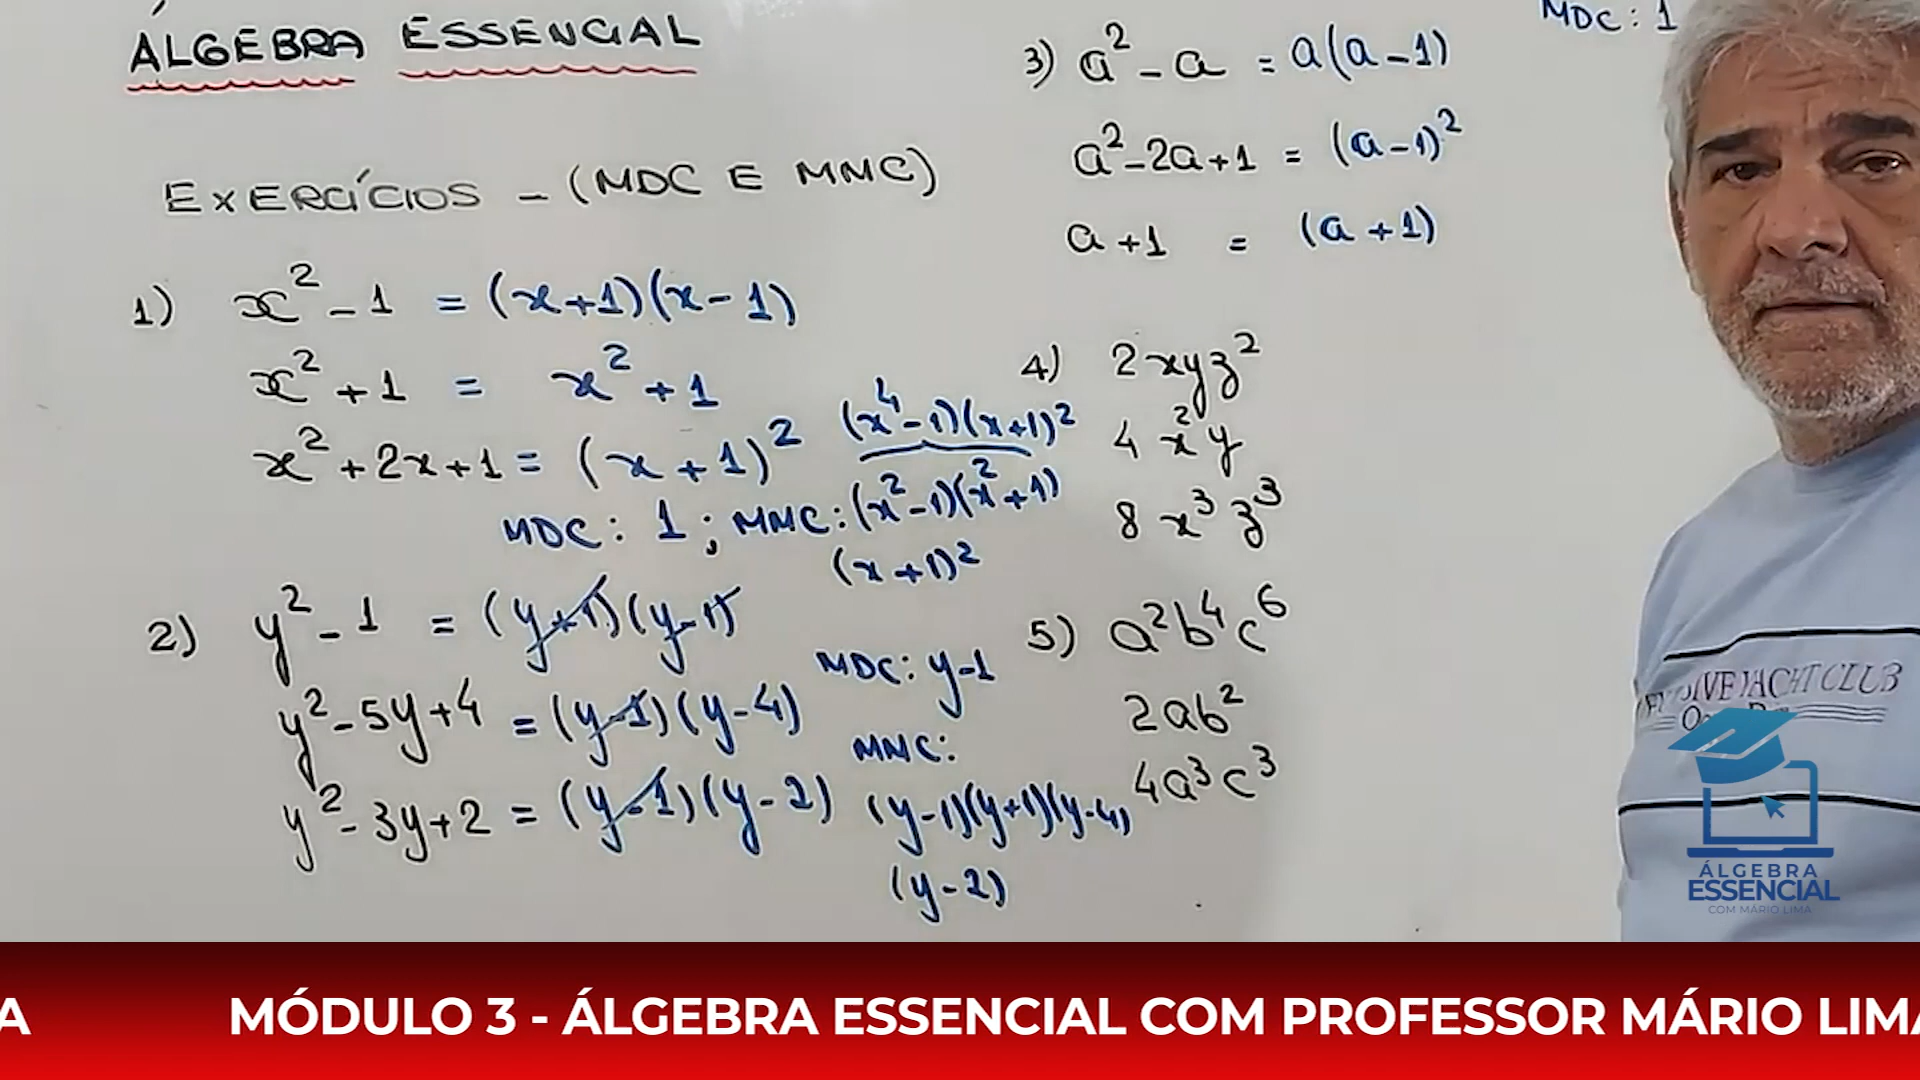 ÁLGEBRA ESSENCIAL
EXERCÍCIOS - (MDC E MMC)
1) x² - 1 = (x+1)(x-1)
x² + 1 = x² + 1
x² + 2x + 1 = (x+1)²
(x⁴-1)(x+1)²
MDC: 1 ; MMC: (x²-1)(x²+1)
(x+1)²
2) y² - 1 = (y+1)(y-1)
y² - 5y + 4 = (y-1)(y-4)
y² - 3y + 2 = (y-1)(y-2)
MDC: y-1
MMC:
(y-1)(y+1)(y-4)
(y-2)
3) a² - a = a(a-1)
a² - 2a + 1 = (a-1)²
a + 1 = (a+1)
MDC: 1
4) 2xyz²
4x²y
8x³z³
5) a²b⁴c⁶
2ab²
4a³c³
YACHT CLUB
ÁLGEBRA
ESSENCIAL
COM MÁRIO LIMA
A MÓDULO 3 - ÁLGEBRA ESSENCIAL COM PROFESSOR MÁRIO LIMA